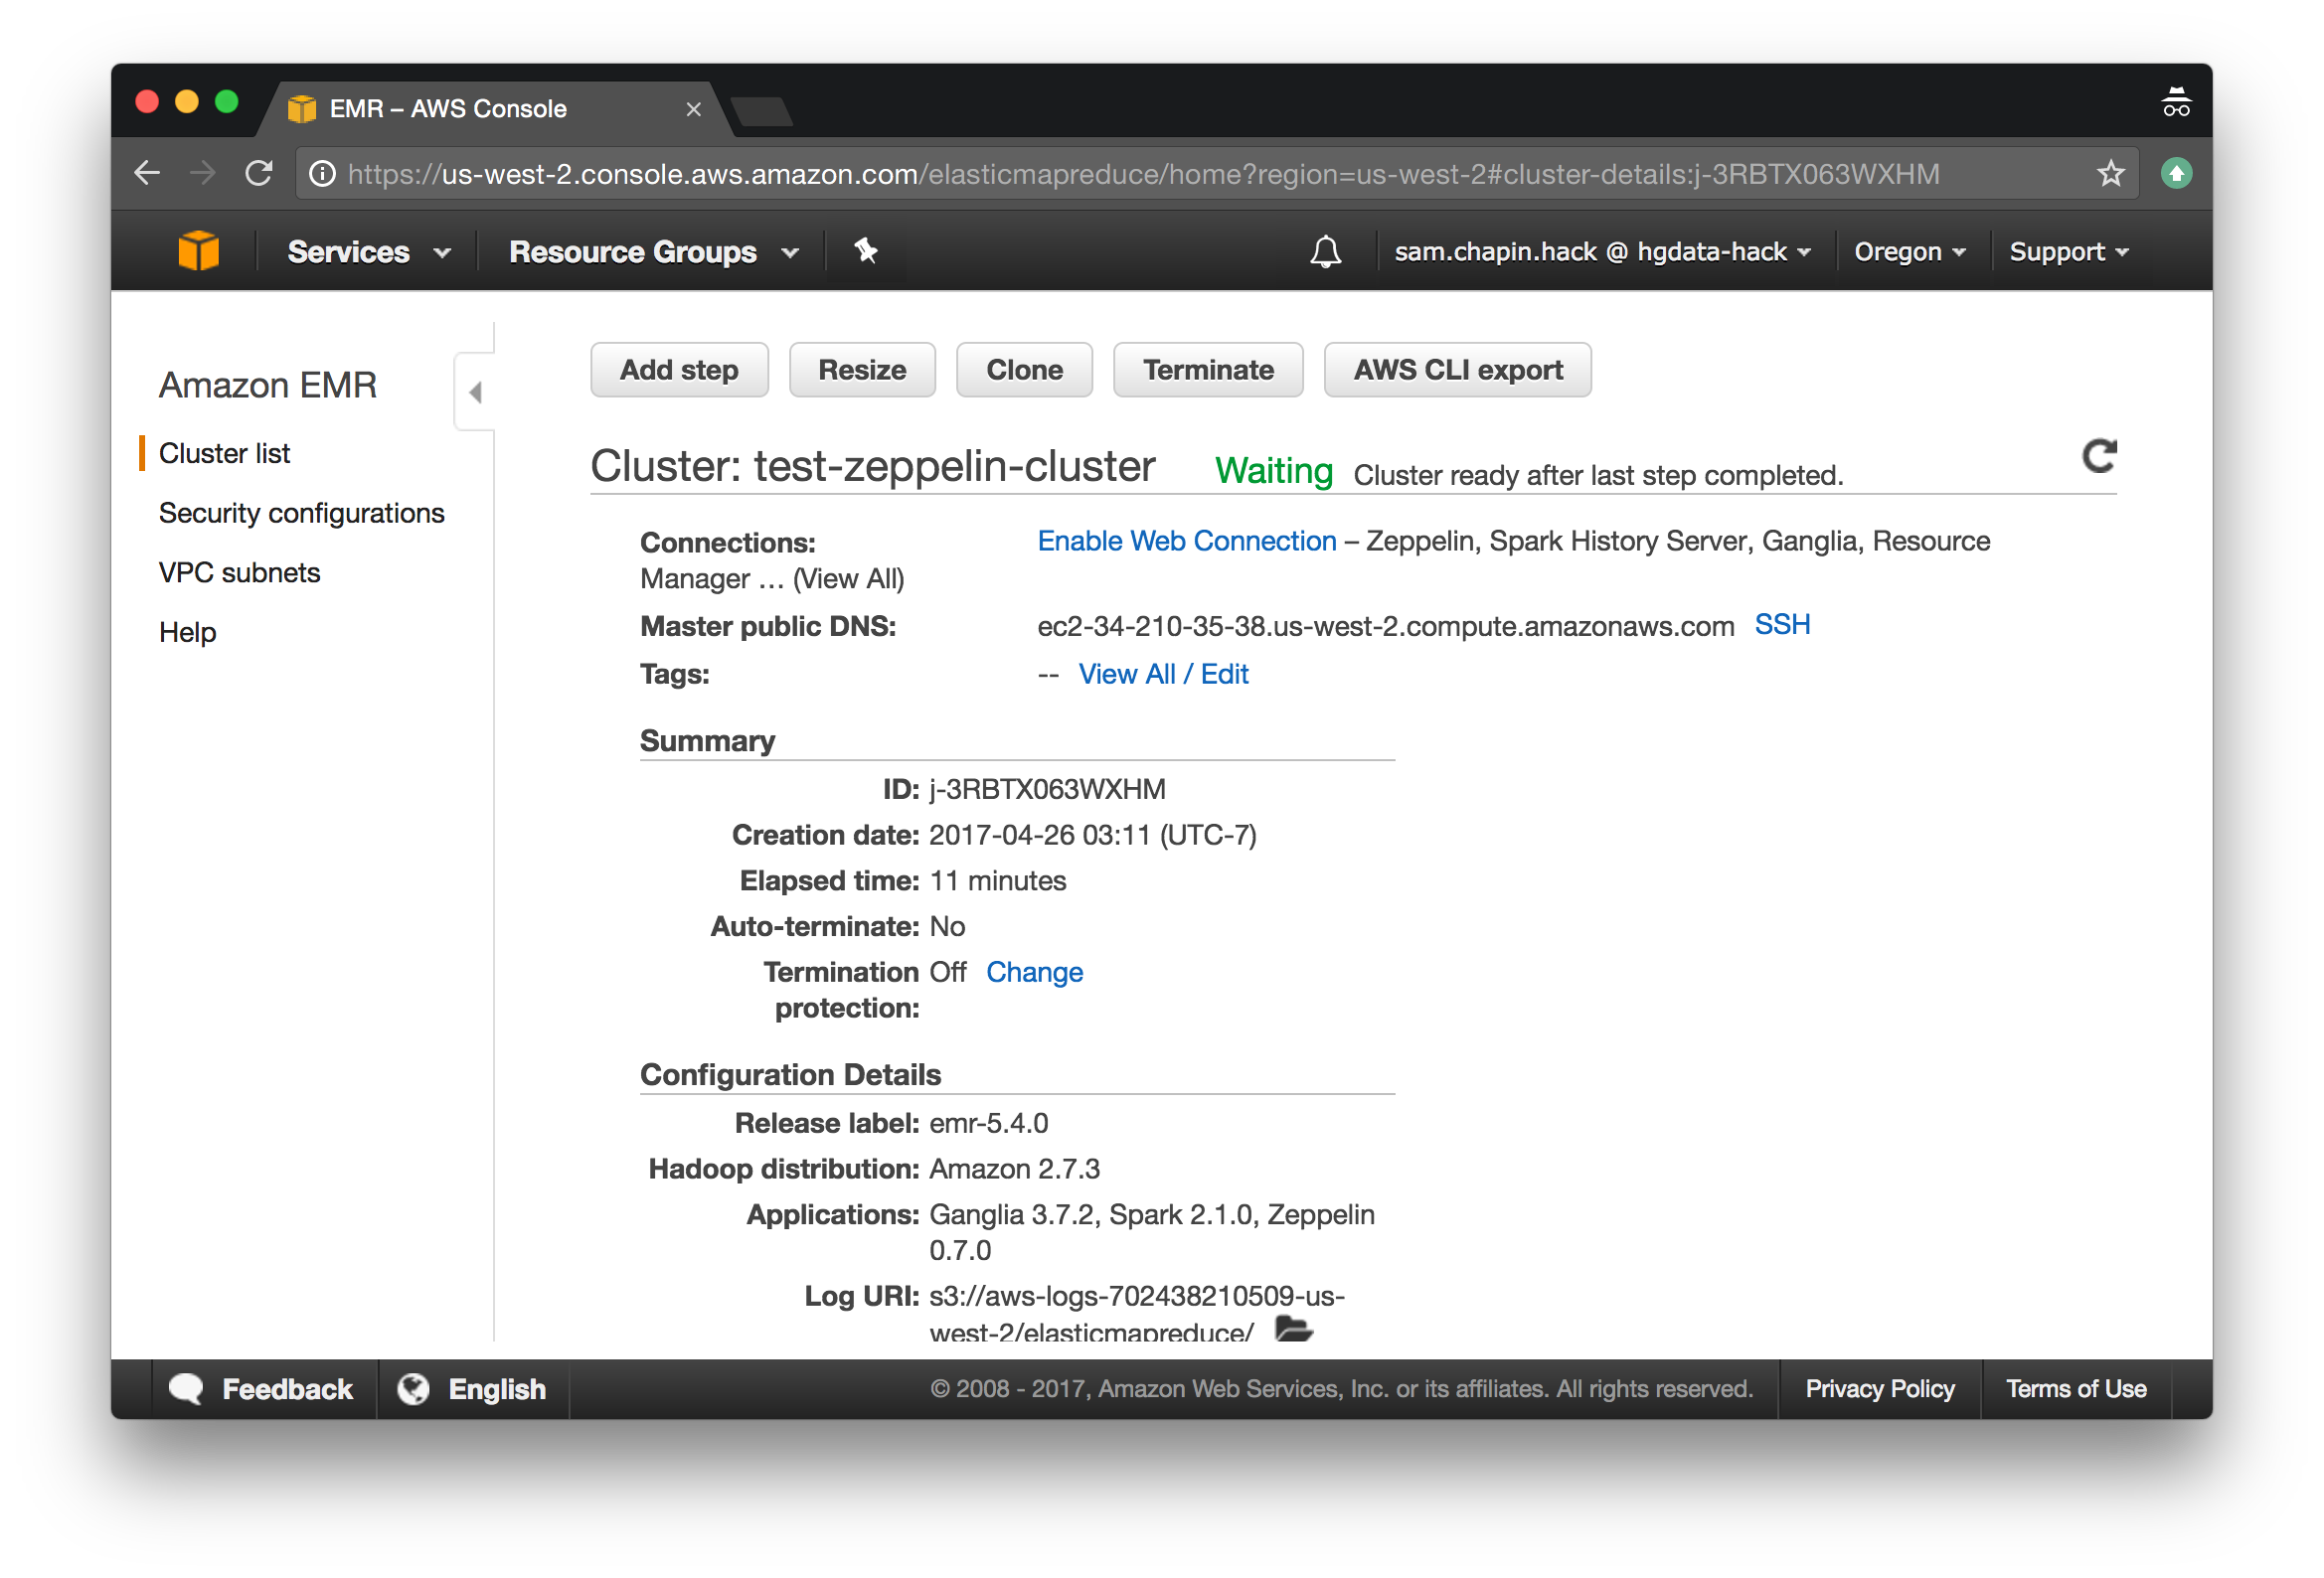 EMR – AWS Console
https://us-west-2.console.aws.amazon.com/elasticmapreduce/home?region=us-west-2#cluster-details:j-3RBTX063WXHM
Services Resource Groups sam.chapin.hack @ hgdata-hack Oregon Support
Amazon EMR
Cluster list
Security configurations
VPC subnets
Help
Add step Resize Clone Terminate AWS CLI export
Cluster: test-zeppelin-cluster Waiting Cluster ready after last step completed.
Connections: Enable Web Connection – Zeppelin, Spark History Server, Ganglia, Resource
Manager … (View All)
Master public DNS: ec2-34-210-35-38.us-west-2.compute.amazonaws.com SSH
Tags: -- View All / Edit
Summary
ID: j-3RBTX063WXHM
Creation date: 2017-04-26 03:11 (UTC-7)
Elapsed time: 11 minutes
Auto-terminate: No
Termination Off Change
protection:
Configuration Details
Release label: emr-5.4.0
Hadoop distribution: Amazon 2.7.3
Applications: Ganglia 3.7.2, Spark 2.1.0, Zeppelin
0.7.0
Log URI: s3://aws-logs-702438210509-us-
west-2/elasticmapreduce/
Feedback English © 2008 - 2017, Amazon Web Services, Inc. or its affiliates. All rights reserved. Privacy Policy Terms of Use